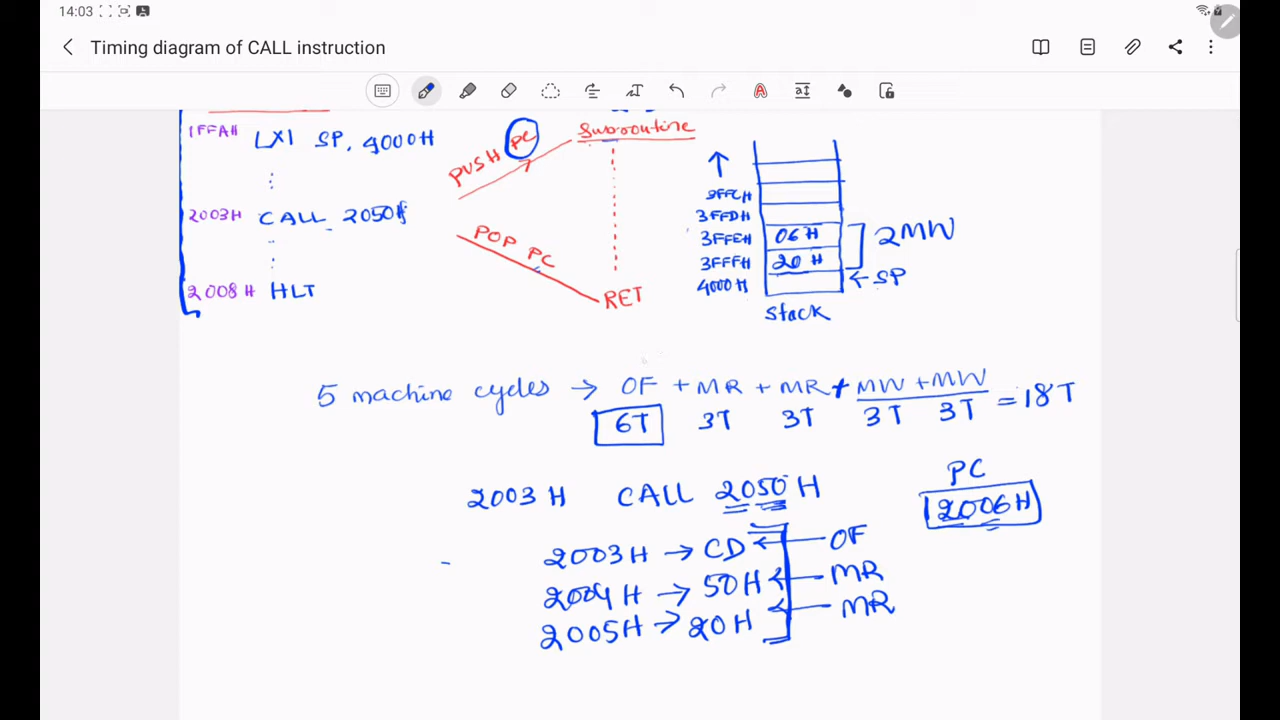 14:03
Timing diagram of CALL instruction
1FFAH LXI SP, 4000H
⋮
2003H CALL 2050H
⋮
2008H HLT
PUSH PC
POP PC
Subroutine
RET
↑
3FFCH
3FFDH
3FFEH 06H
3FFFH 20H
4000H
2MW
← SP
Stack
5 machine cycles → OF + MR + MR + MW + MW = 18T
6T 3T 3T 3T 3T
2003H CALL 2050H
PC
2006H
2003H → CD ← OF
2004H → 50H ← MR
2005H → 20H ← MR